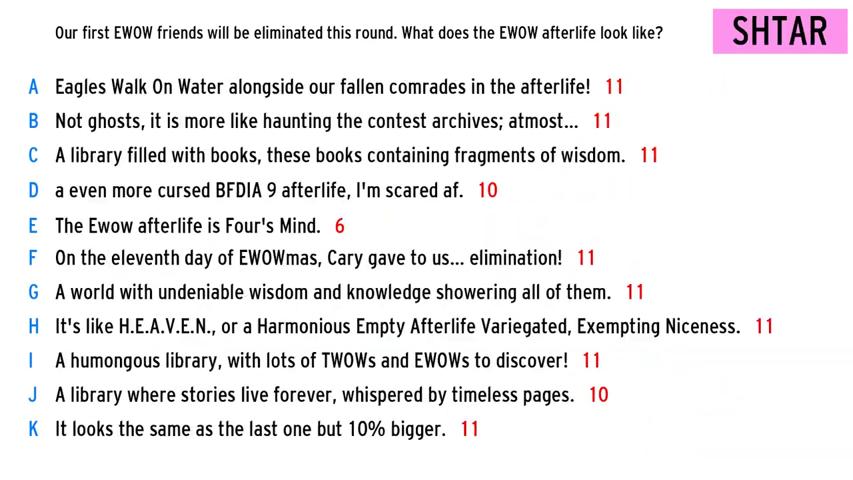 Our first EWOW friends will be eliminated this round. What does the EWOW afterlife look like?
SHTAR
A Eagles Walk On Water alongside our fallen comrades in the afterlife! 11
B Not ghosts, it is more like haunting the contest archives; atmost... 11
C A library filled with books, these books containing fragments of wisdom. 11
D a even more cursed BFDIA 9 afterlife, I'm scared af. 10
E The Ewow afterlife is Four's Mind. 6
F On the eleventh day of EWOWmas, Cary gave to us... elimination! 11
G A world with undeniable wisdom and knowledge showering all of them. 11
H It's like H.E.A.V.E.N., or a Harmonious Empty Afterlife Variegated, Exempting Niceness. 11
I A humongous library, with lots of TWOWs and EWOWs to discover! 11
J A library where stories live forever, whispered by timeless pages. 10
K It looks the same as the last one but 10% bigger. 11